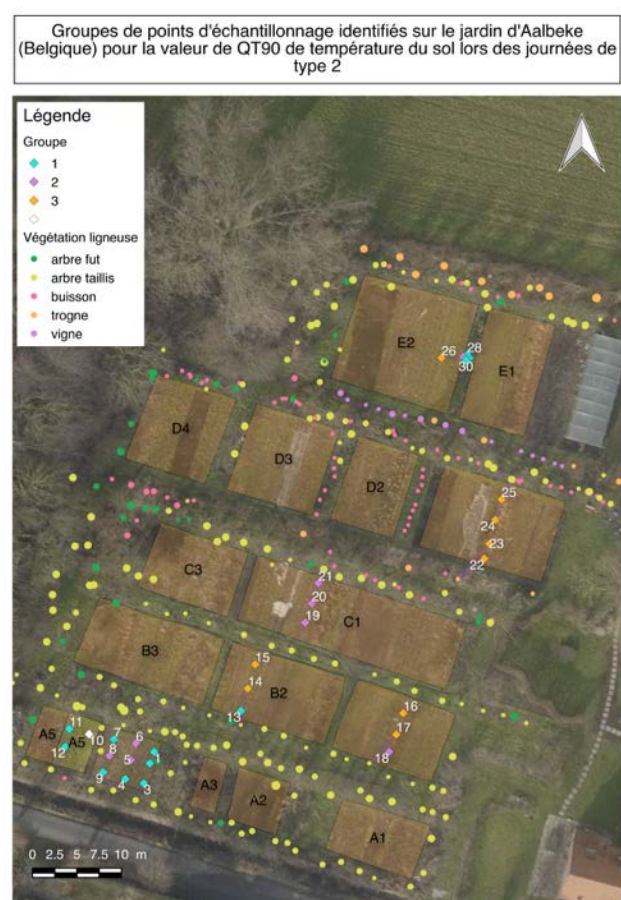 Groupes de points d'échantillonnage identifiés sur le jardin d'Aalbeke
(Belgique) pour la valeur de QT90 de température du sol lors des journées de
type 2
Légende
Groupe
1
2
3
Végétation ligneuse
arbre fut
arbre taillis
buisson
trogne
vigne
E2
26
28
30
E1
D4
D3
D2
25
24
23
22
C3
21
20
19
C1
B3
15
14
B2
13
16
17
18
11
A5
A5
10
12
7
6
8
5
1
9
4
3
A3
A2
A1
0 2.5 5 7.5 10 m